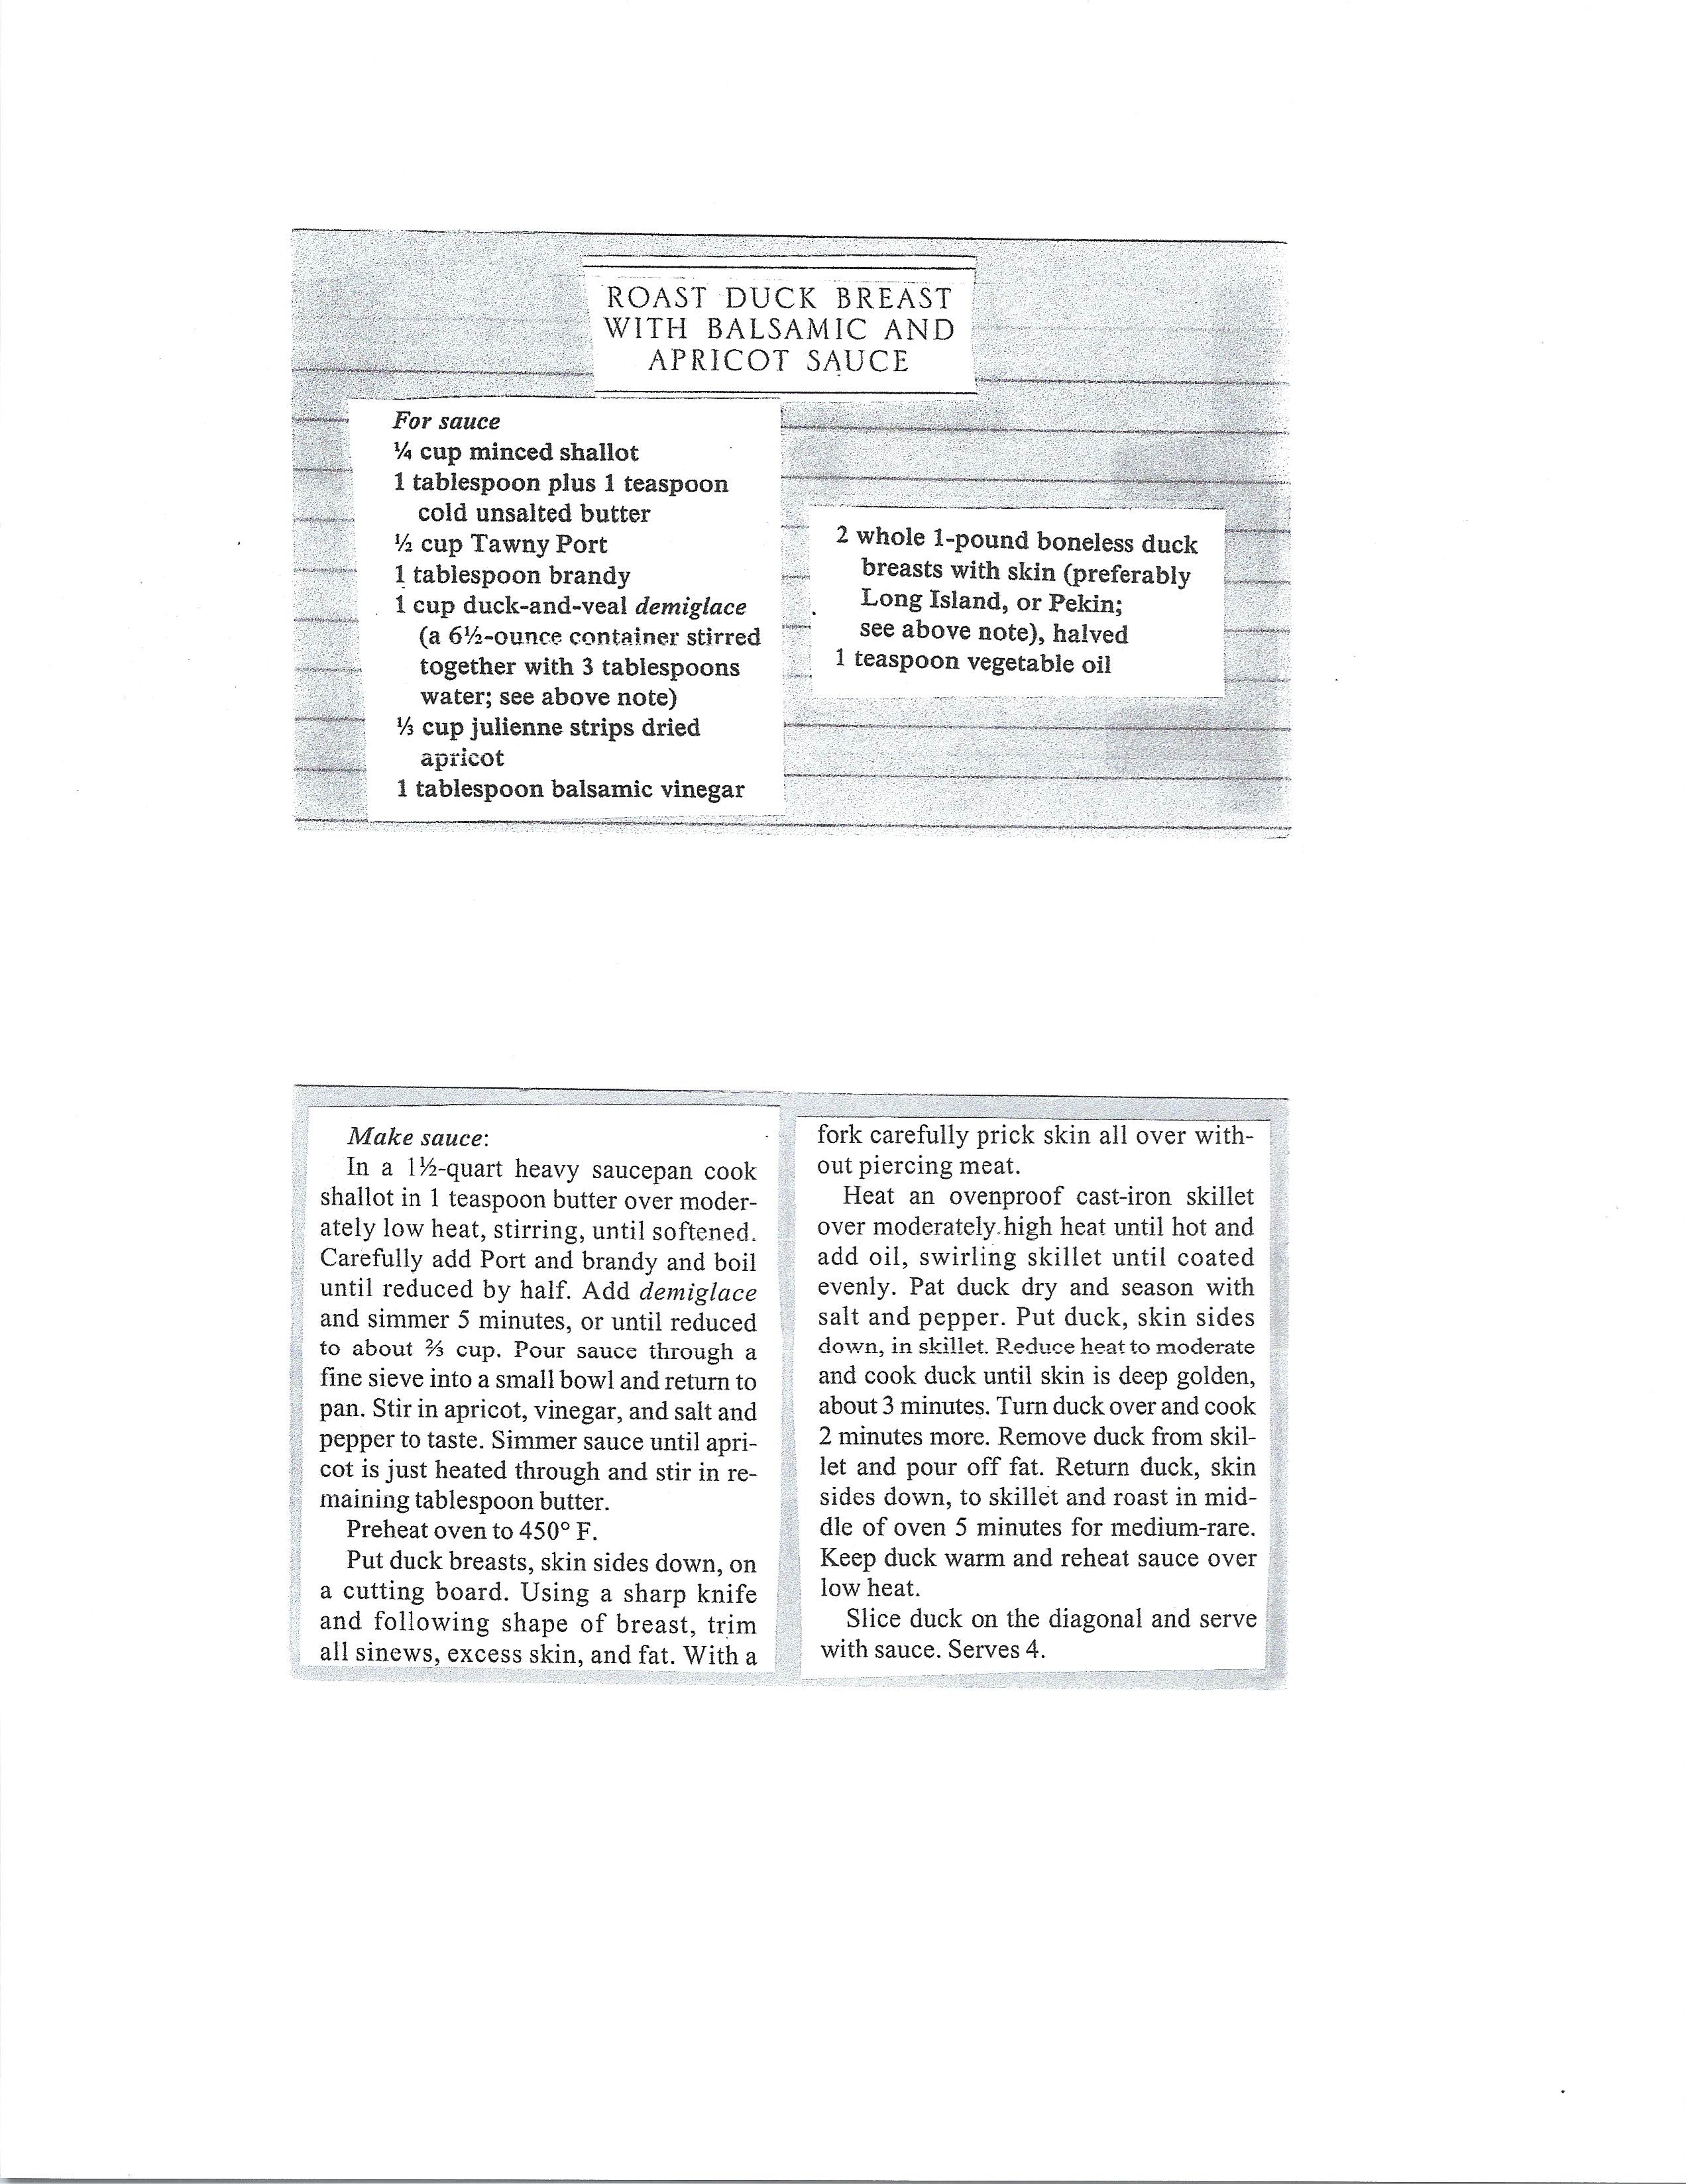 ROAST DUCK BREAST
WITH BALSAMIC AND
APRICOT SAUCE
For sauce
¼ cup minced shallot
1 tablespoon plus 1 teaspoon
cold unsalted butter
½ cup Tawny Port
1 tablespoon brandy
1 cup duck-and-veal demiglace
(a 6½-ounce container stirred
together with 3 tablespoons
water; see above note)
⅓ cup julienne strips dried
apricot
1 tablespoon balsamic vinegar
2 whole 1-pound boneless duck
breasts with skin (preferably
Long Island, or Pekin;
see above note), halved
1 teaspoon vegetable oil
Make sauce:
In a 1½-quart heavy saucepan cook
shallot in 1 teaspoon butter over moder-
ately low heat, stirring, until softened.
Carefully add Port and brandy and boil
until reduced by half. Add demiglace
and simmer 5 minutes, or until reduced
to about ⅔ cup. Pour sauce through a
fine sieve into a small bowl and return to
pan. Stir in apricot, vinegar, and salt and
pepper to taste. Simmer sauce until apri-
cot is just heated through and stir in re-
maining tablespoon butter.
Preheat oven to 450° F.
Put duck breasts, skin sides down, on
a cutting board. Using a sharp knife
and following shape of breast, trim
all sinews, excess skin, and fat. With a
fork carefully prick skin all over with-
out piercing meat.
Heat an ovenproof cast-iron skillet
over moderately high heat until hot and
add oil, swirling skillet until coated
evenly. Pat duck dry and season with
salt and pepper. Put duck, skin sides
down, in skillet. Reduce heat to moderate
and cook duck until skin is deep golden,
about 3 minutes. Turn duck over and cook
2 minutes more. Remove duck from skil-
let and pour off fat. Return duck, skin
sides down, to skillet and roast in mid-
dle of oven 5 minutes for medium-rare.
Keep duck warm and reheat sauce over
low heat.
Slice duck on the diagonal and serve
with sauce. Serves 4.